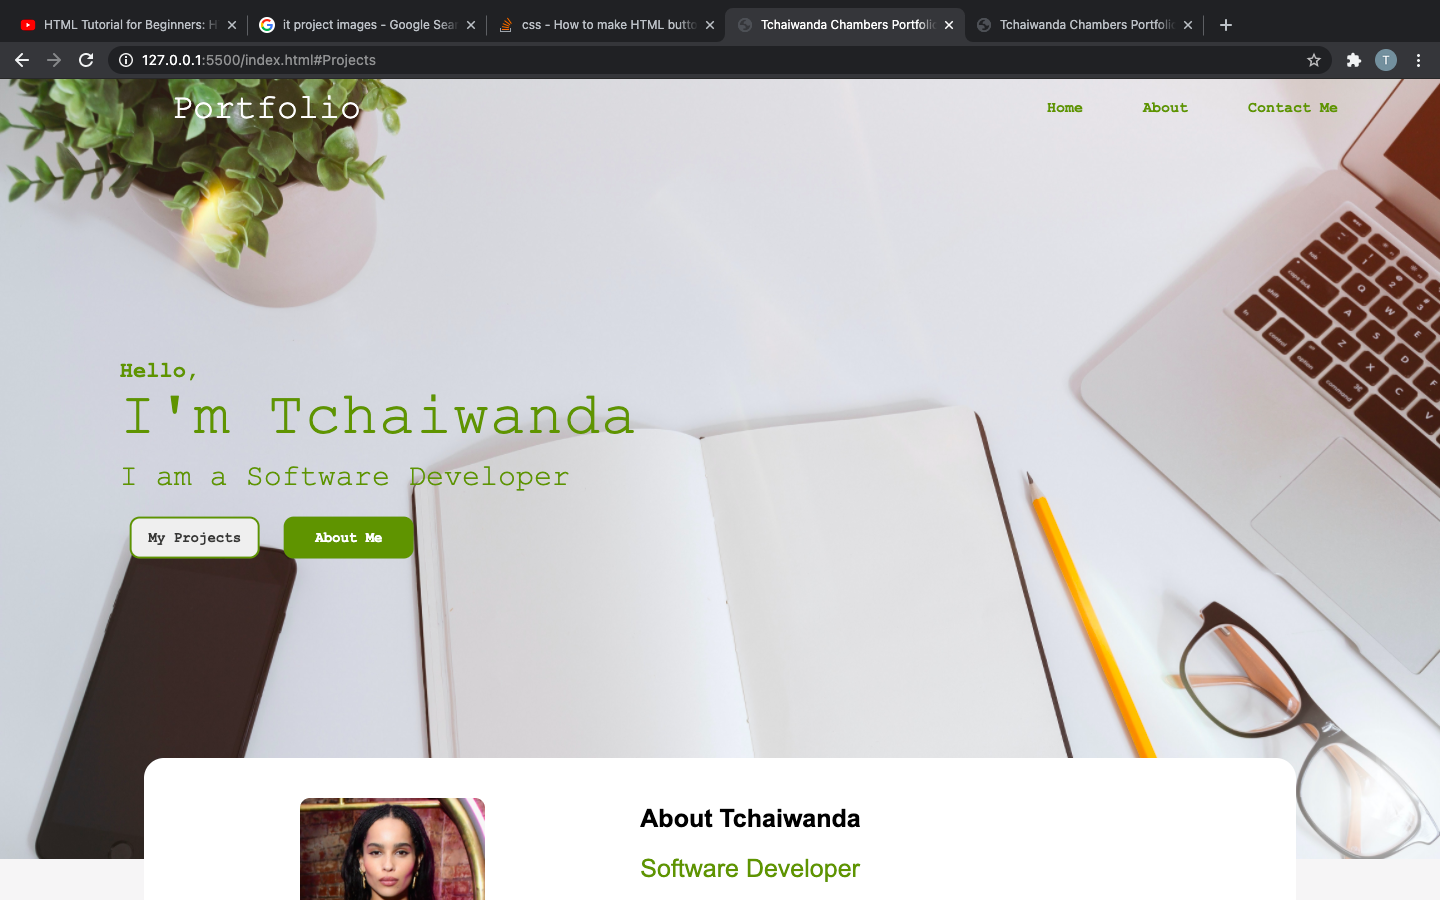 HTML Tutorial for Beginners: H
it project images - Google Sear
css - How to make HTML butto
Tchaiwanda Chambers Portfolio
Tchaiwanda Chambers Portfolio
127.0.0.1:5500/index.html#Projects
T
Portfolio
Home
About
Contact Me
Hello,
I'm Tchaiwanda
I am a Software Developer
My Projects
About Me
About Tchaiwanda
Software Developer